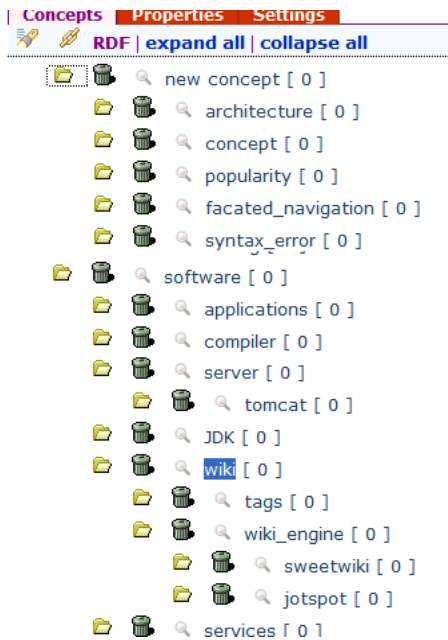 Concepts Properties Settings
RDF | expand all | collapse all
new concept [ 0 ]
architecture [ 0 ]
concept [ 0 ]
popularity [ 0 ]
facated_navigation [ 0 ]
syntax_error [ 0 ]
software [ 0 ]
applications [ 0 ]
compiler [ 0 ]
server [ 0 ]
tomcat [ 0 ]
JDK [ 0 ]
wiki [ 0 ]
tags [ 0 ]
wiki_engine [ 0 ]
sweetwiki [ 0 ]
jotspot [ 0 ]
services [ 0 ]